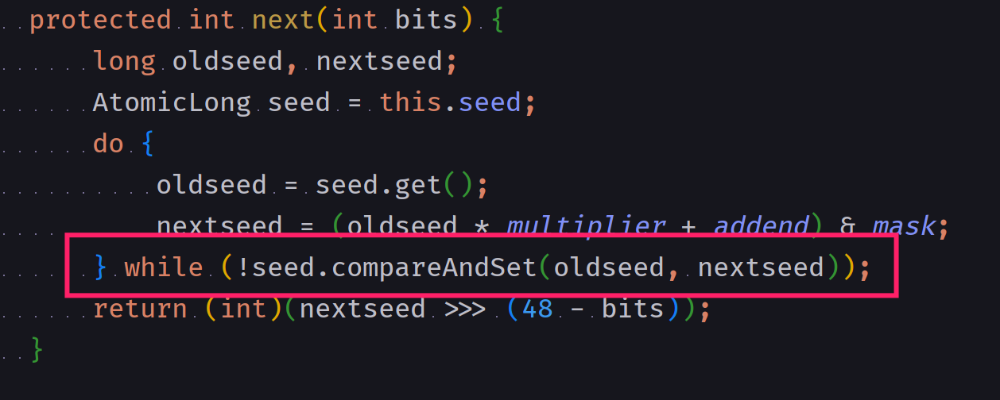 protected int next(int bits) {
long oldseed, nextseed;
AtomicLong seed = this.seed;
do {
oldseed = seed.get();
nextseed = (oldseed * multiplier + addend) & mask;
} while (!seed.compareAndSet(oldseed, nextseed));
return (int)(nextseed >>> (48 - bits));
}